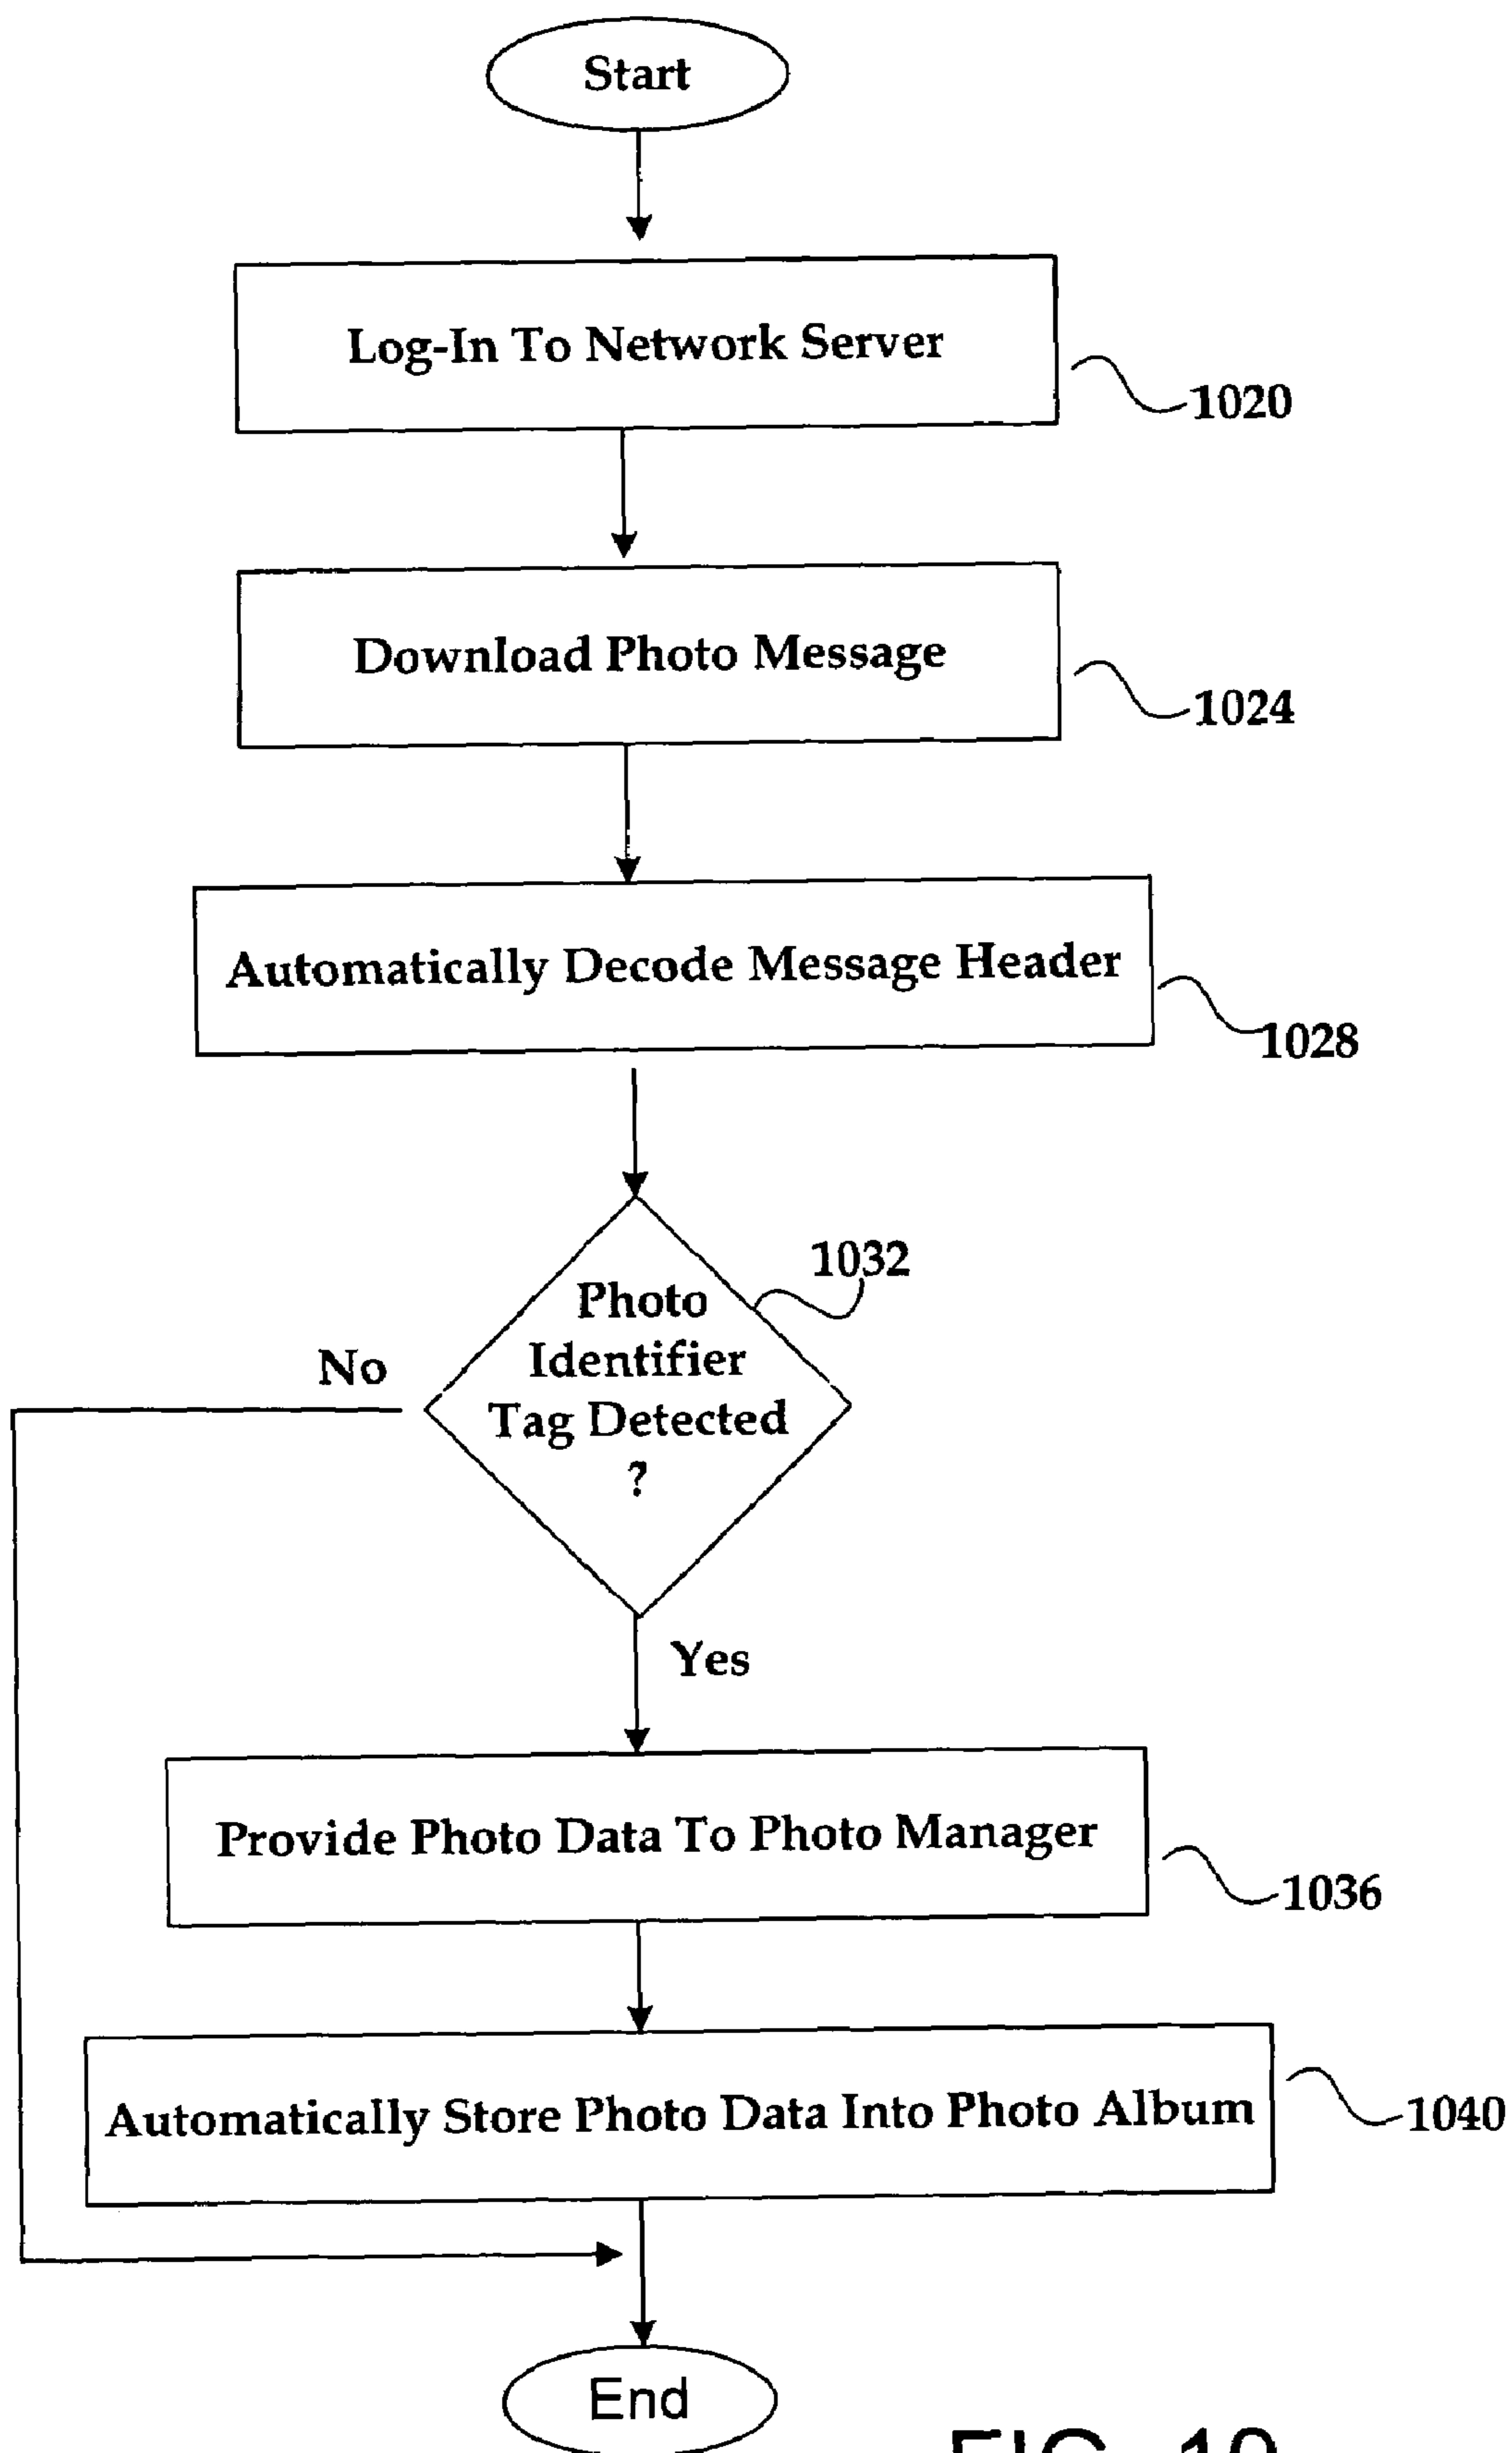 Start
Log-In To Network Server
1020
Download Photo Message
1024
Automatically Decode Message Header
1028
1032
Photo
Identifier
Tag Detected
?
No
Yes
Provide Photo Data To Photo Manager
1036
Automatically Store Photo Data Into Photo Album
1040
End
FIG. 10